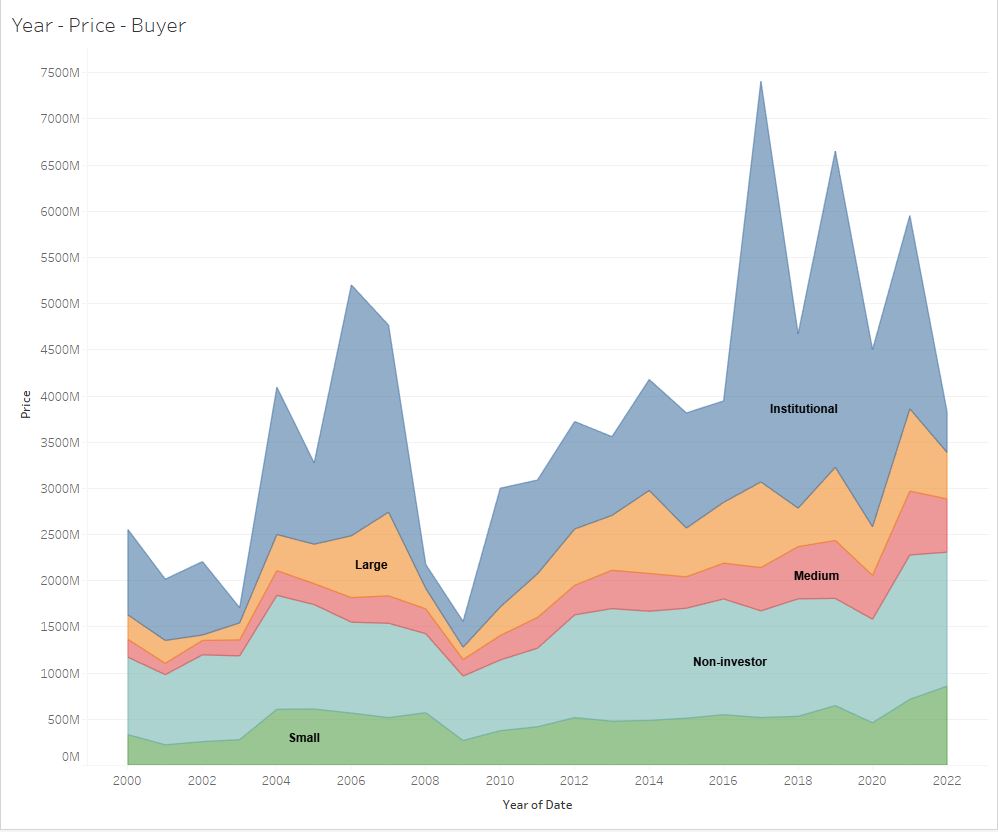 Year - Price - Buyer
7500M
7000M
6500M
6000M
5500M
5000M
4500M
4000M
3500M
3000M
2500M
2000M
1500M
1000M
500M
0M
Price
Institutional
Large
Medium
Non-investor
Small
2000 2002 2004 2006 2008 2010 2012 2014 2016 2018 2020 2022
Year of Date